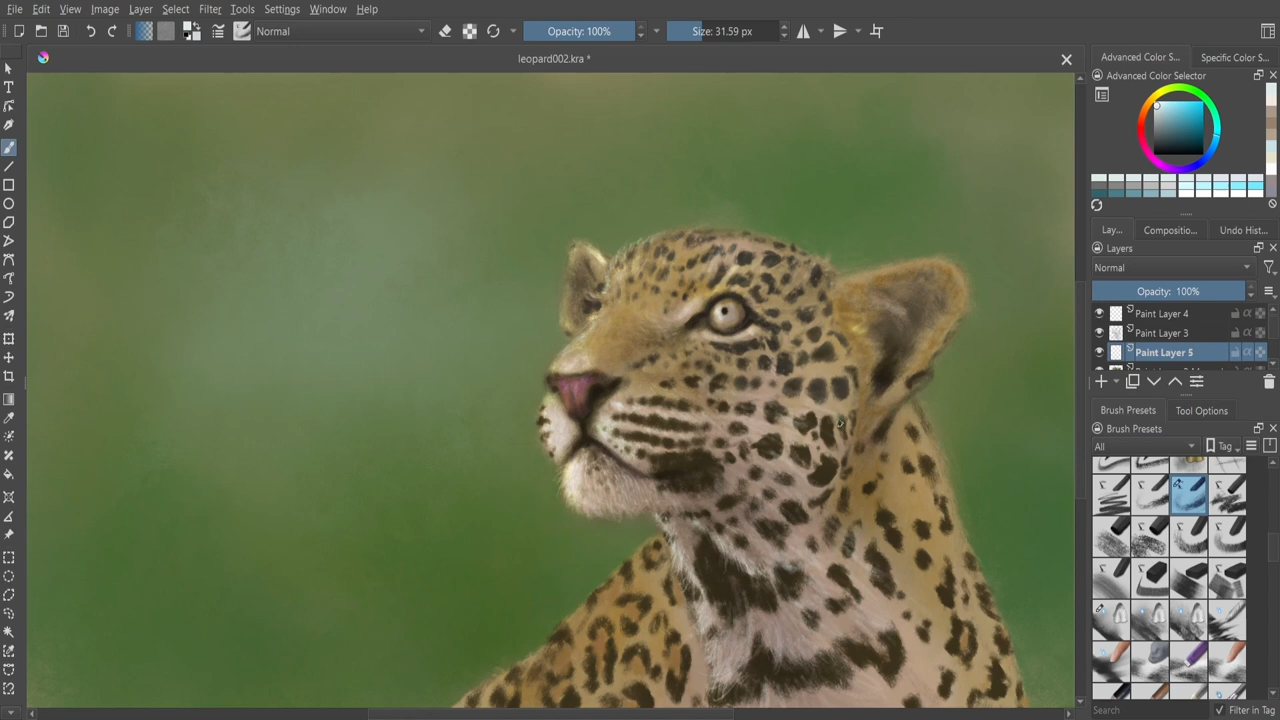 File Edit View Image Layer Select Filter Tools Settings Window Help
Normal Opacity: 100% Size: 31.59 px
leopard002.kra *
Advanced Color S... Specific Color S...
Advanced Color Selector
Lay... Compositio... Undo Hist...
Layers
Normal
Opacity: 100%
Paint Layer 4
Paint Layer 3
Paint Layer 5
Brush Presets Tool Options
Brush Presets
All Tag
Search Filter in Tag